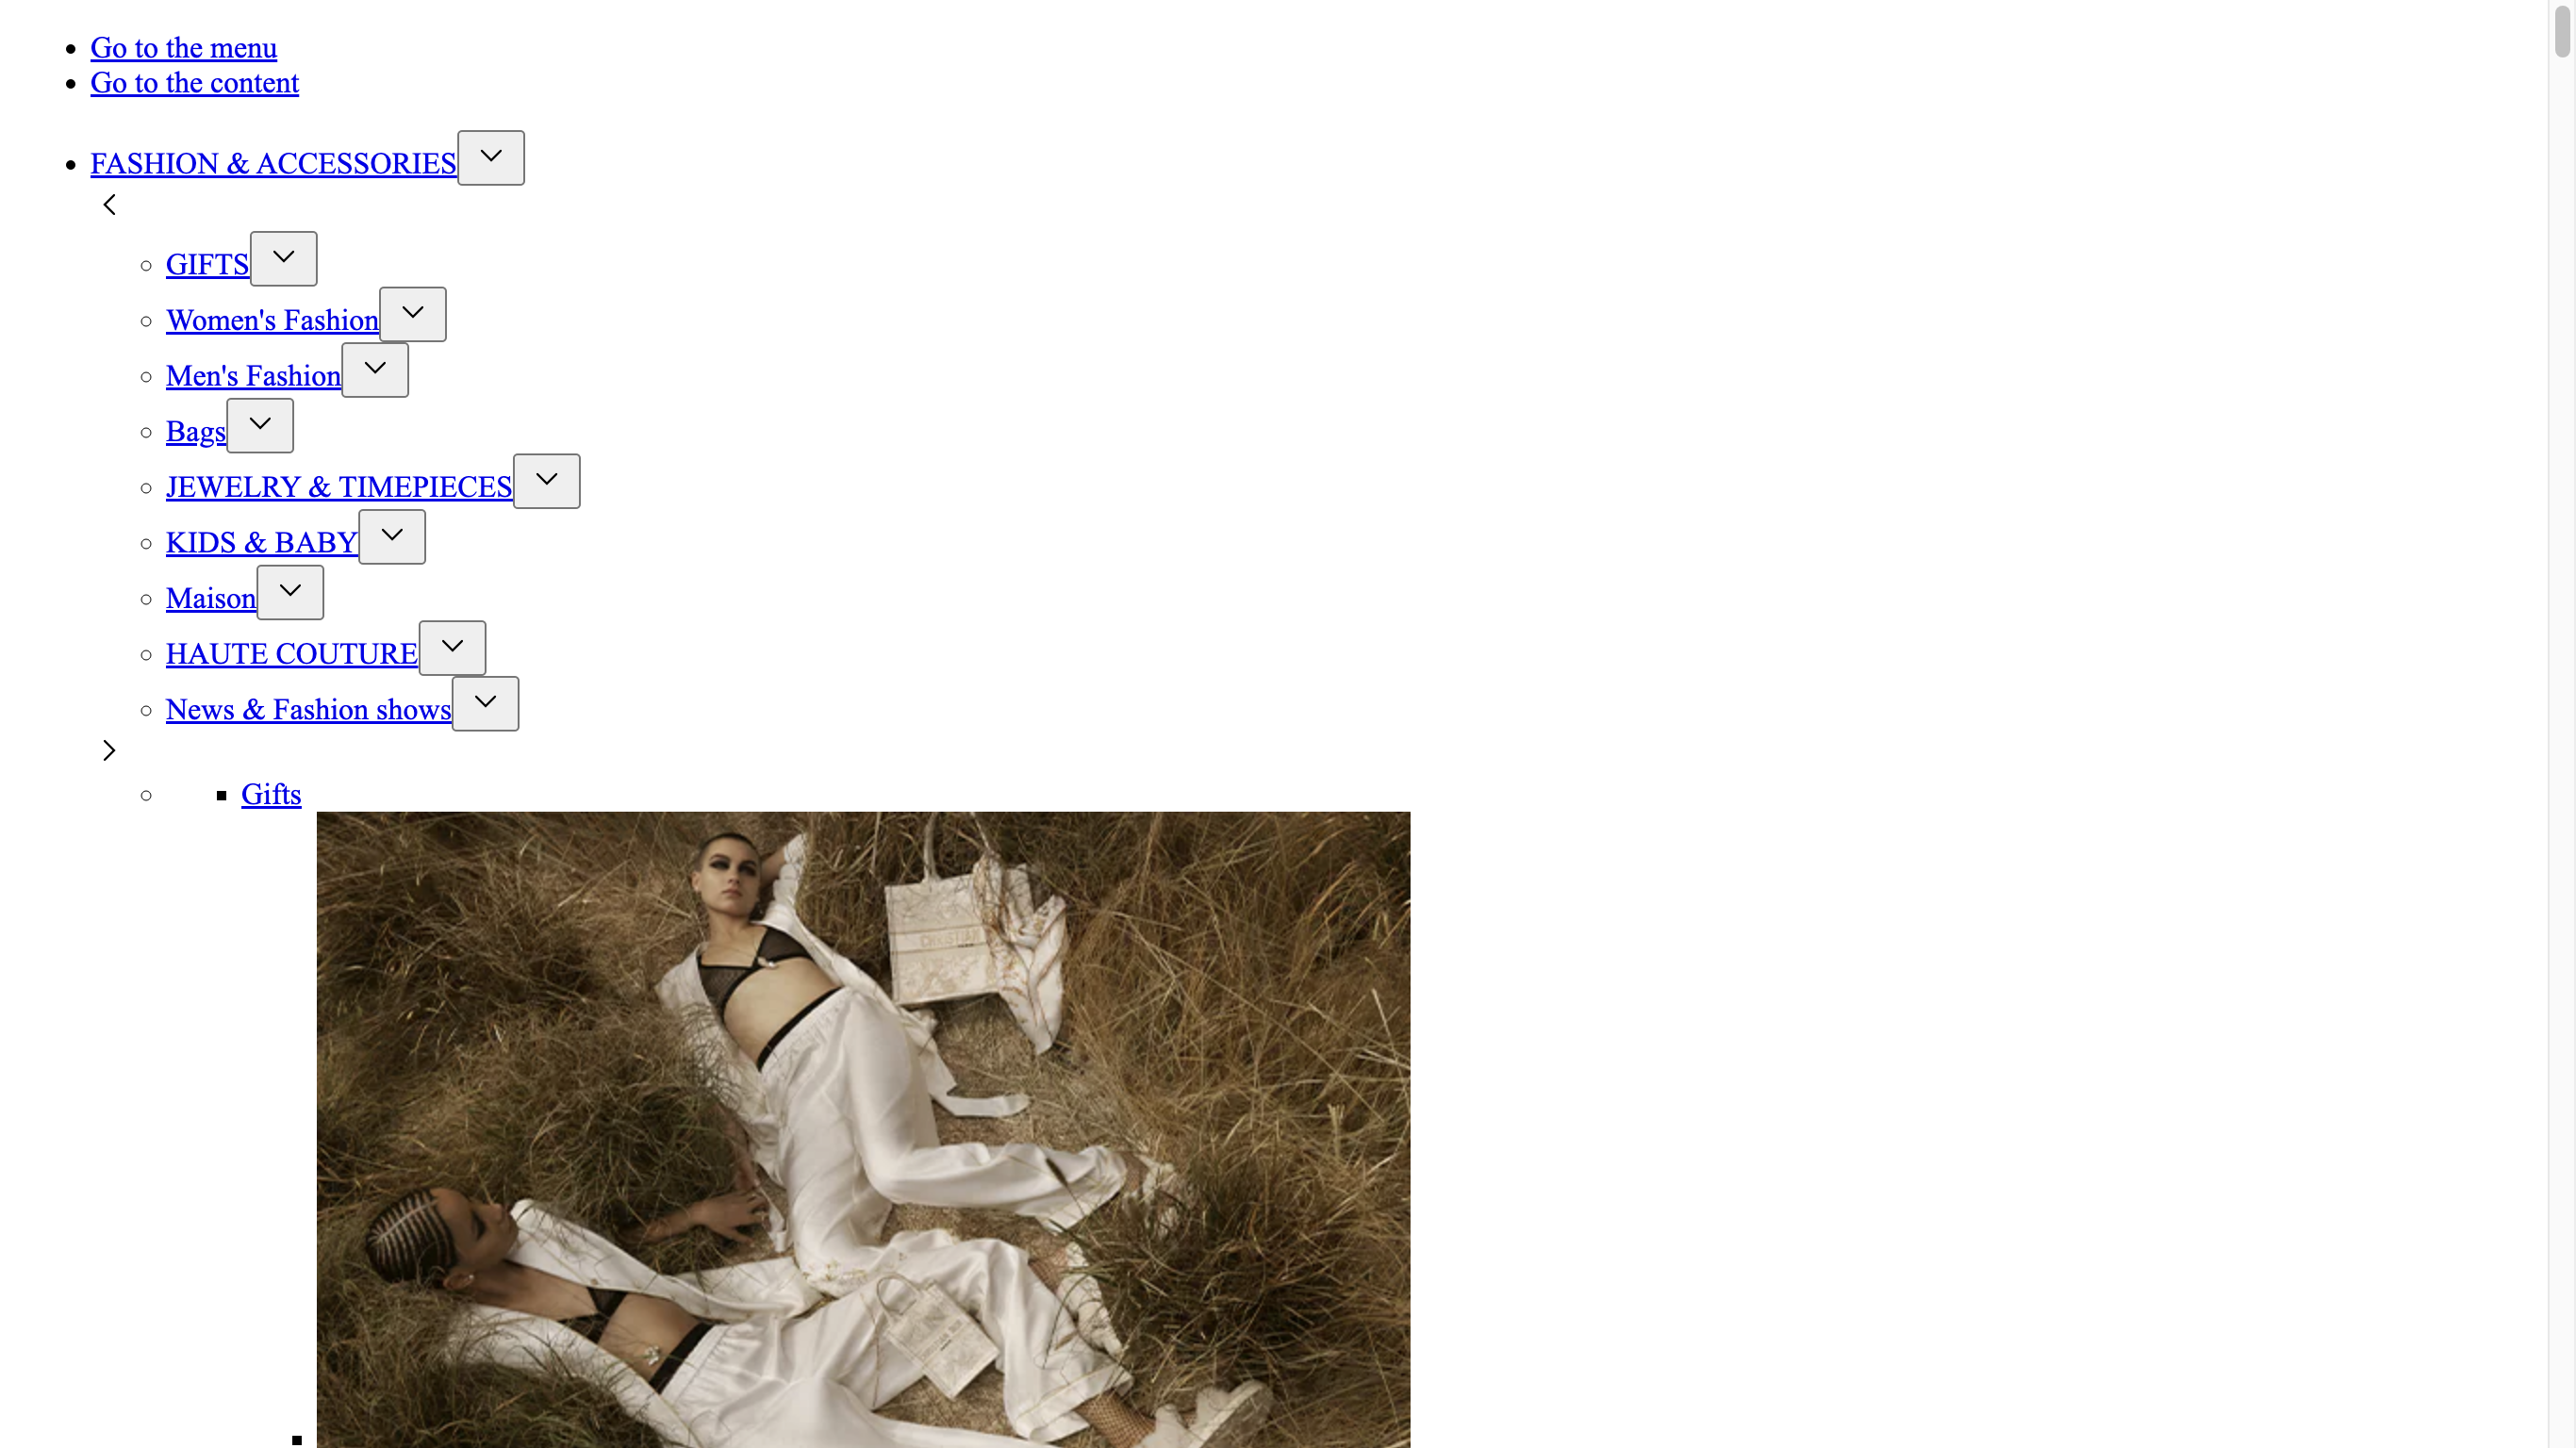 Go to the menu
Go to the content
FASHION & ACCESSORIES
GIFTS
Women's Fashion
Men's Fashion
Bags
JEWELRY & TIMEPIECES
KIDS & BABY
Maison
HAUTE COUTURE
News & Fashion shows
Gifts
CHRISTIAN